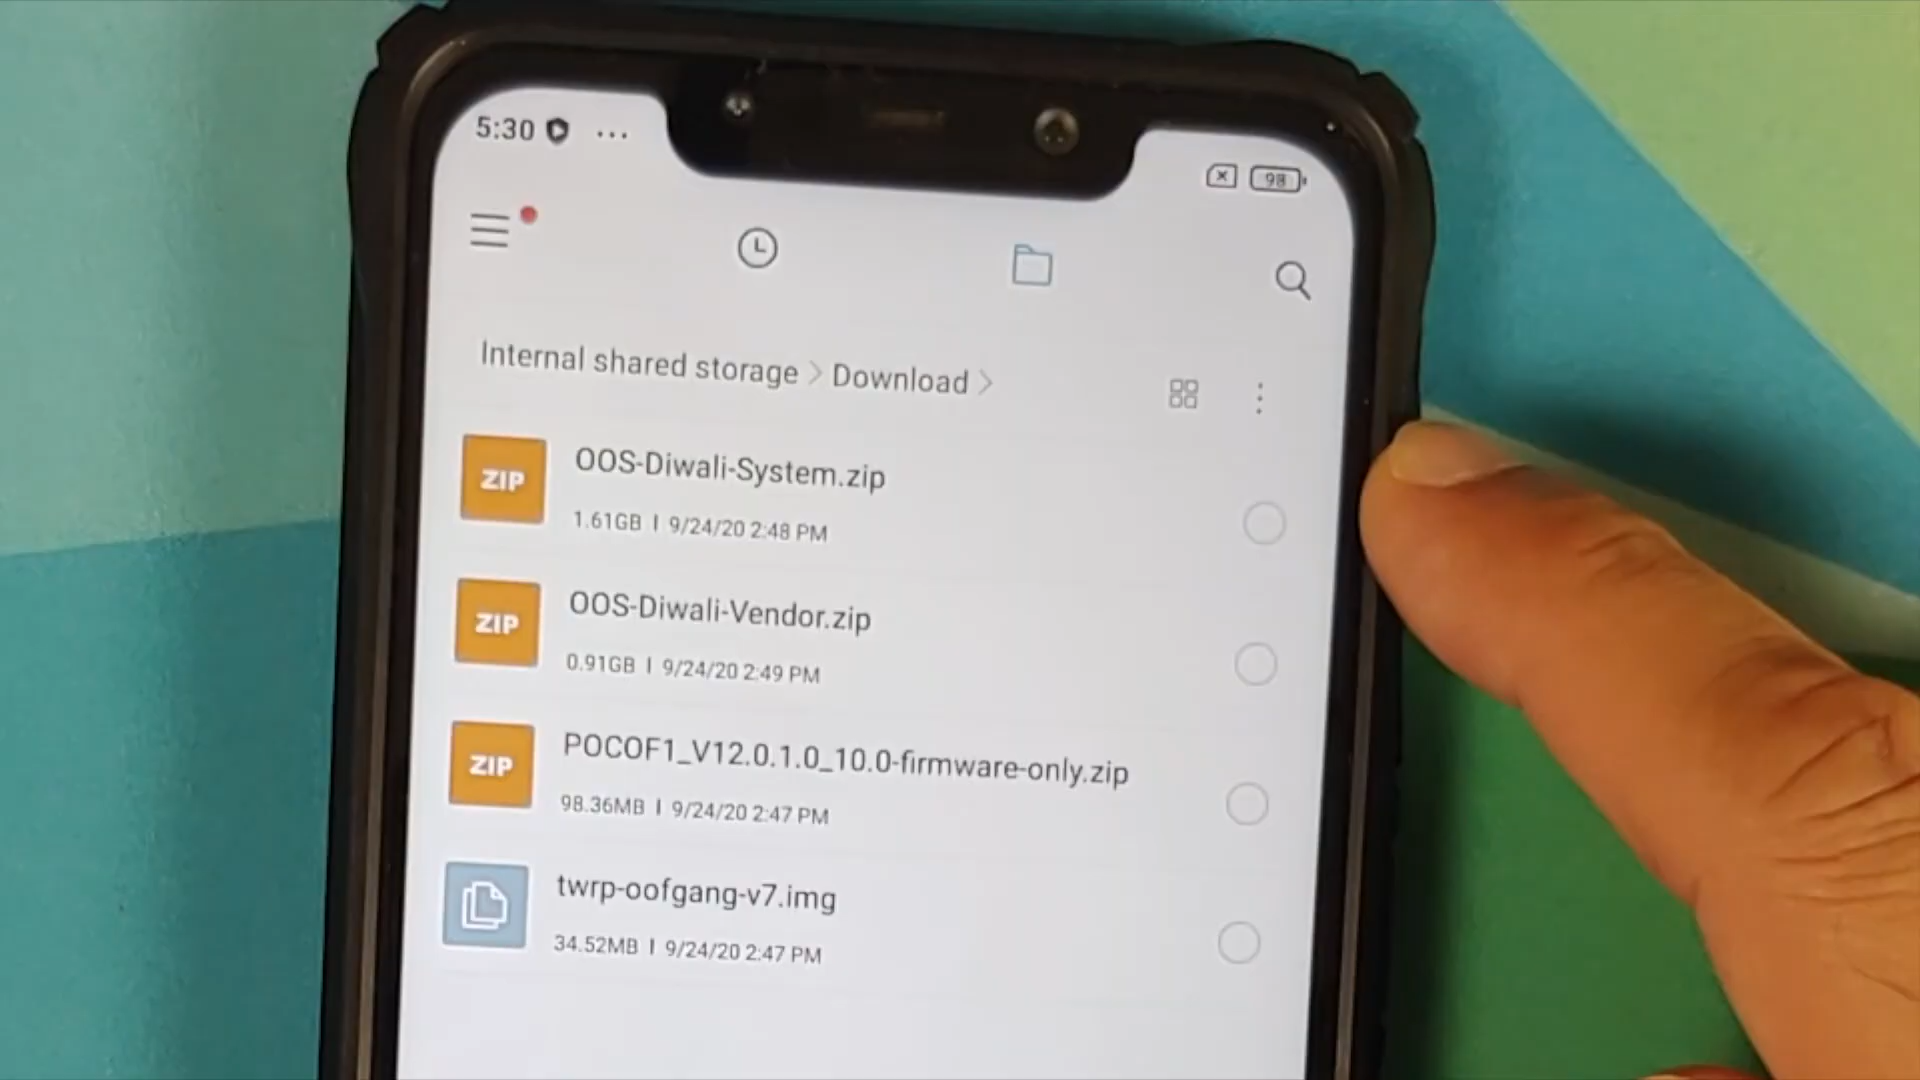 5:30 ...
98
Internal shared storage > Download >
ZIP
OOS-Diwali-System.zip
1.61GB | 9/24/20 2:48 PM
ZIP
OOS-Diwali-Vendor.zip
0.91GB | 9/24/20 2:49 PM
ZIP
POCOF1_V12.0.1.0_10.0-firmware-only.zip
98.36MB | 9/24/20 2:47 PM
twrp-oofgang-v7.img
34.52MB | 9/24/20 2:47 PM